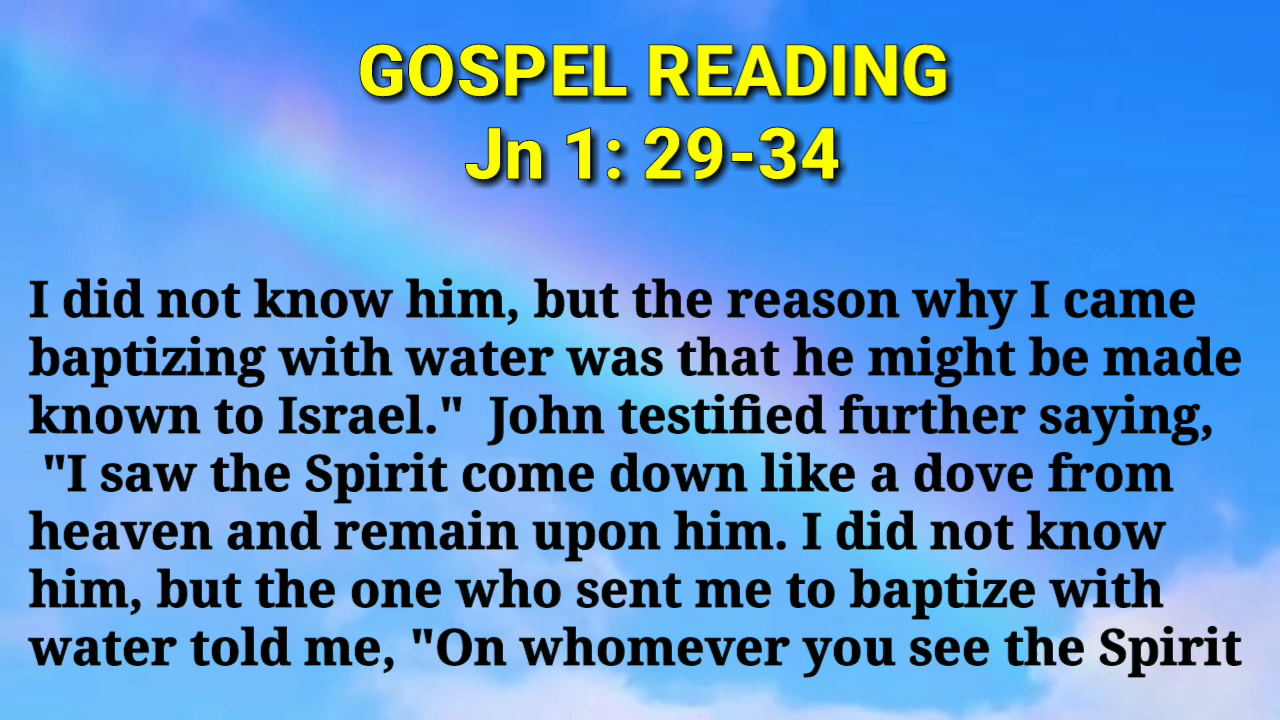 GOSPEL READING
Jn 1: 29-34
I did not know him, but the reason why I came
baptizing with water was that he might be made
known to Israel."  John testified further saying,
"I saw the Spirit come down like a dove from
heaven and remain upon him. I did not know
him, but the one who sent me to baptize with
water told me, "On whomever you see the Spirit